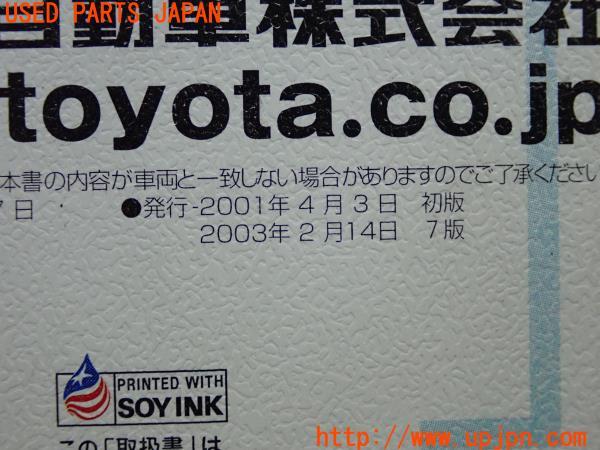 USED PARTS JAPAN
自動車株式会社
toyota.co.jp
本書の内容が車両と一致しない場合がありますのでご了承ください
7日
●発行-2001年4月3日 初版
2003年2月14日 7版
PRINTED WITH
SOY INK
この「取扱書」は
http://www.upjpn.com